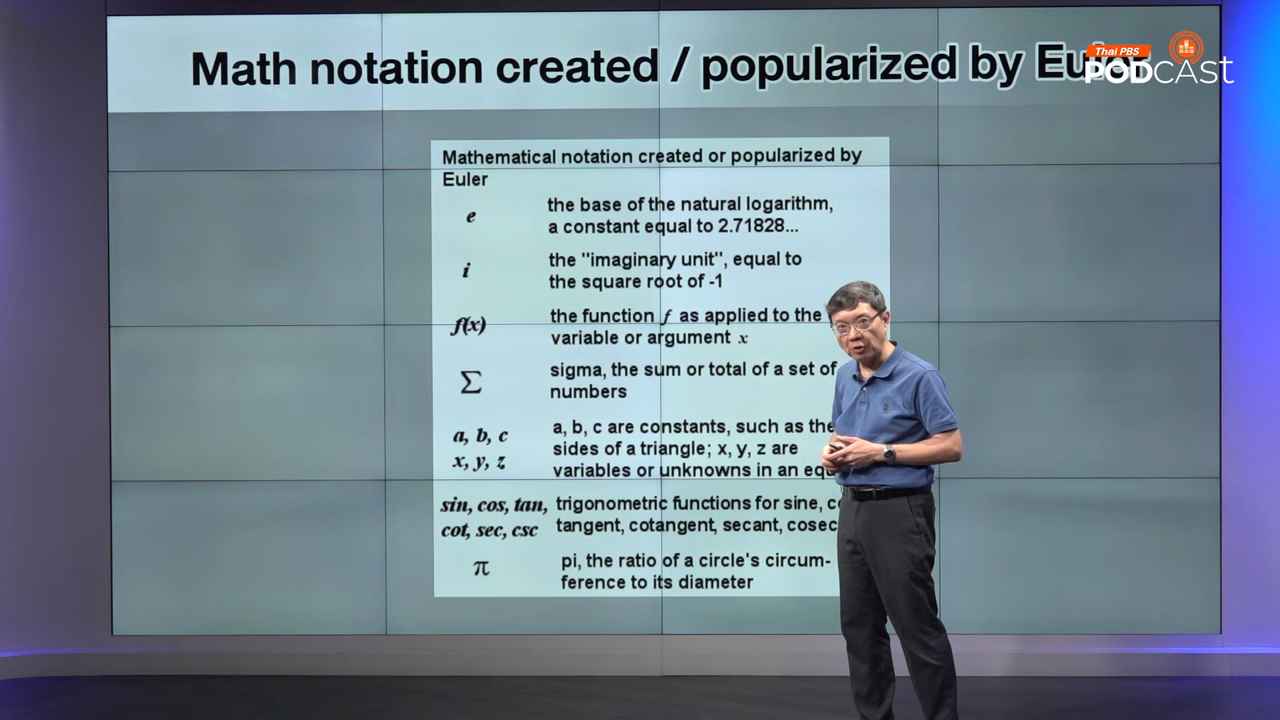 Math notation created / popularized by
Thai PBS
PODCAST
Mathematical notation created or popularized by
Euler
e the base of the natural logarithm,
a constant equal to 2.71828...
i the "imaginary unit", equal to
the square root of -1
f(x) the function f as applied to the
variable or argument x
Σ sigma, the sum or total of a set of
numbers
a, b, c a, b, c are constants, such as the
x, y, z sides of a triangle; x, y, z are
variables or unknowns in an
sin, cos, tan, trigonometric functions for sine,
cot, sec, csc tangent, cotangent, secant,
π pi, the ratio of a circle's circum-
ference to its diameter